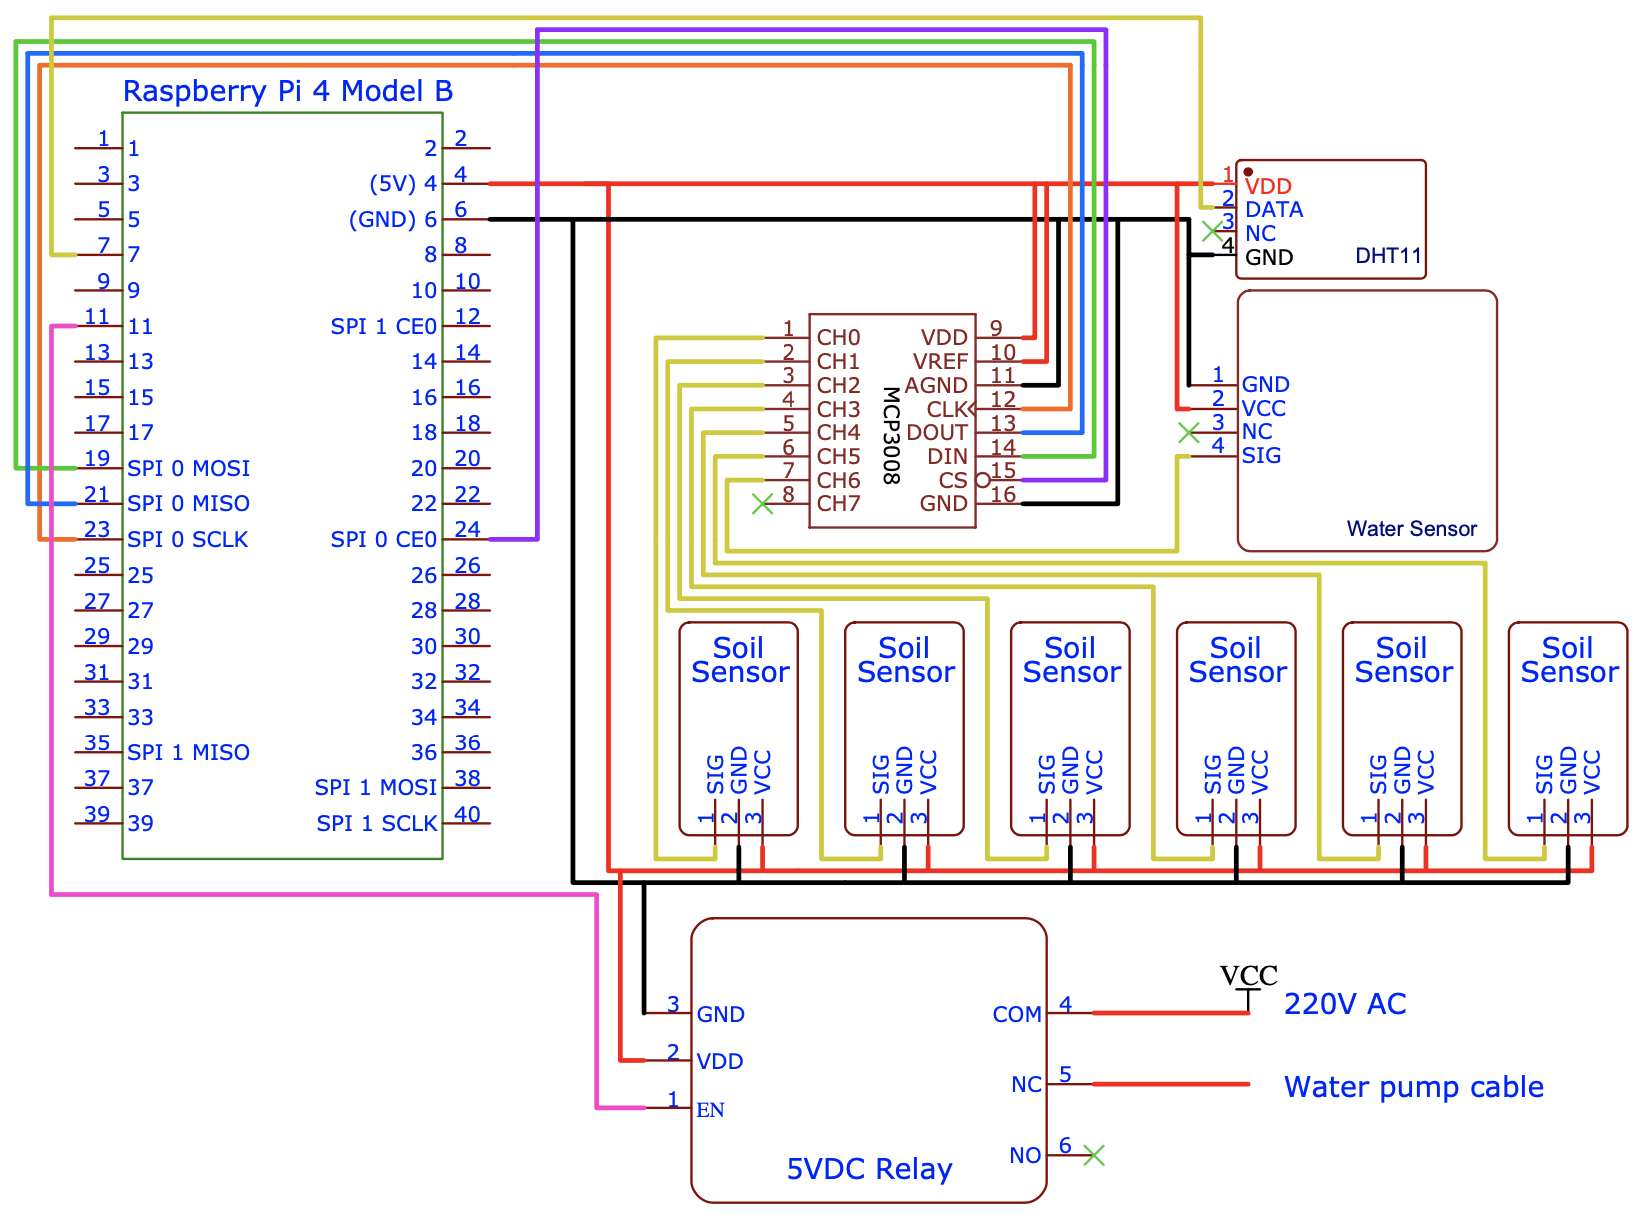 Raspberry Pi 4 Model B
1 1 2 2
3 3 (5V) 4 4
5 5 (GND) 6 6
7 7 8 8
9 9 10 10
11 11 SPI 1 CE0 12
13 13 14 14
15 15 16 16
17 17 18 18
19 SPI 0 MOSI 20 20
21 SPI 0 MISO 22 22
23 SPI 0 SCLK SPI 0 CE0 24
25 25 26 26
27 27 28 28
29 29 30 30
31 31 32 32
33 33 34 34
35 SPI 1 MISO 36 36
37 37 SPI 1 MOSI 38
39 39 SPI 1 SCLK 40
1 VDD
2 DATA
3 NC
4 GND
DHT11
1 CH0 VDD 9
2 CH1 VREF 10
3 CH2 AGND 11
4 CH3 CLK 12
5 CH4 DOUT 13
6 CH5 DIN 14
7 CH6 CS 15
8 CH7 GND 16
MCP3008
1 GND
2 VCC
3 NC
4 SIG
Water Sensor
Soil
Sensor
1 SIG
2 GND
3 VCC
Soil
Sensor
1 SIG
2 GND
3 VCC
Soil
Sensor
1 SIG
2 GND
3 VCC
Soil
Sensor
1 SIG
2 GND
3 VCC
Soil
Sensor
1 SIG
2 GND
3 VCC
Soil
Sensor
1 SIG
2 GND
3 VCC
3 GND
2 VDD
1 EN
COM 4
NC 5
NO 6
5VDC Relay
VCC
220V AC
Water pump cable